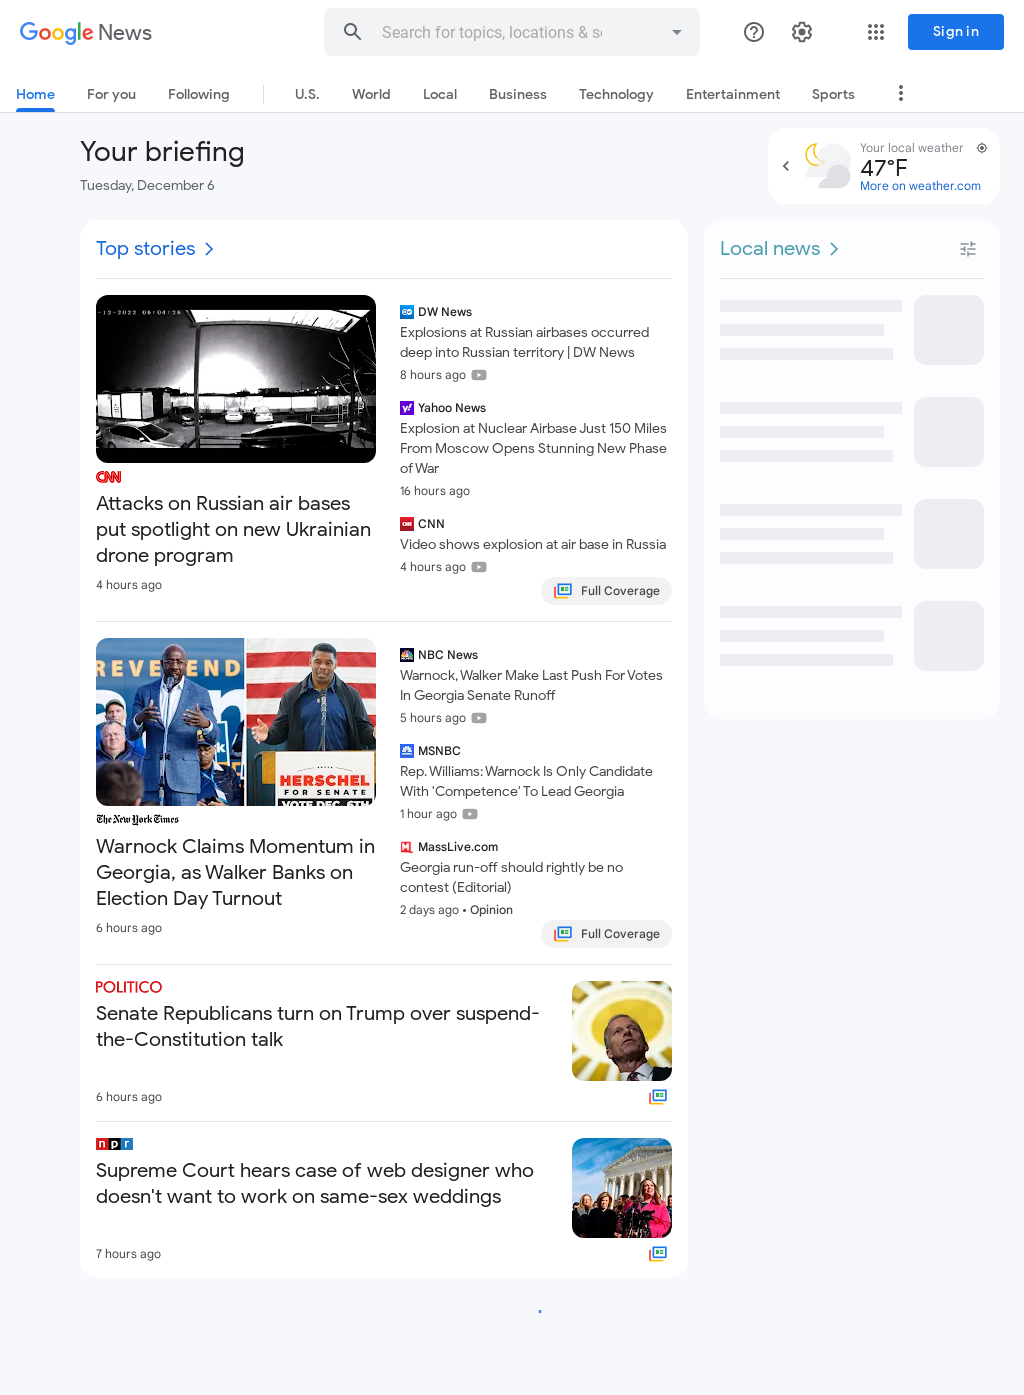 Google News
Search for topics, locations & so
Sign in
Home
For you
Following
U.S.
World
Local
Business
Technology
Entertainment
Sports
Your briefing
Tuesday, December 6
Your local weather
47°F
More on weather.com
Top stories
-12-2022 06:04:26
CNN
Attacks on Russian air bases
put spotlight on new Ukrainian
drone program
4 hours ago
DW News
Explosions at Russian airbases occurred
deep into Russian territory | DW News
8 hours ago
Yahoo News
Explosion at Nuclear Airbase Just 150 Miles
From Moscow Opens Stunning New Phase
of War
16 hours ago
CNN
Video shows explosion at air base in Russia
4 hours ago
Full Coverage
REVEREND
HERSCHEL
FOR SENATE
VOTE DEC. 6TH
The New York Times
Warnock Claims Momentum in
Georgia, as Walker Banks on
Election Day Turnout
6 hours ago
NBC News
Warnock, Walker Make Last Push For Votes
In Georgia Senate Runoff
5 hours ago
MSNBC
Rep. Williams: Warnock Is Only Candidate
With 'Competence' To Lead Georgia
1 hour ago
MassLive.com
Georgia run-off should rightly be no
contest (Editorial)
2 days ago • Opinion
Full Coverage
POLITICO
Senate Republicans turn on Trump over suspend-
the-Constitution talk
6 hours ago
npr
Supreme Court hears case of web designer who
doesn't want to work on same-sex weddings
7 hours ago
Local news